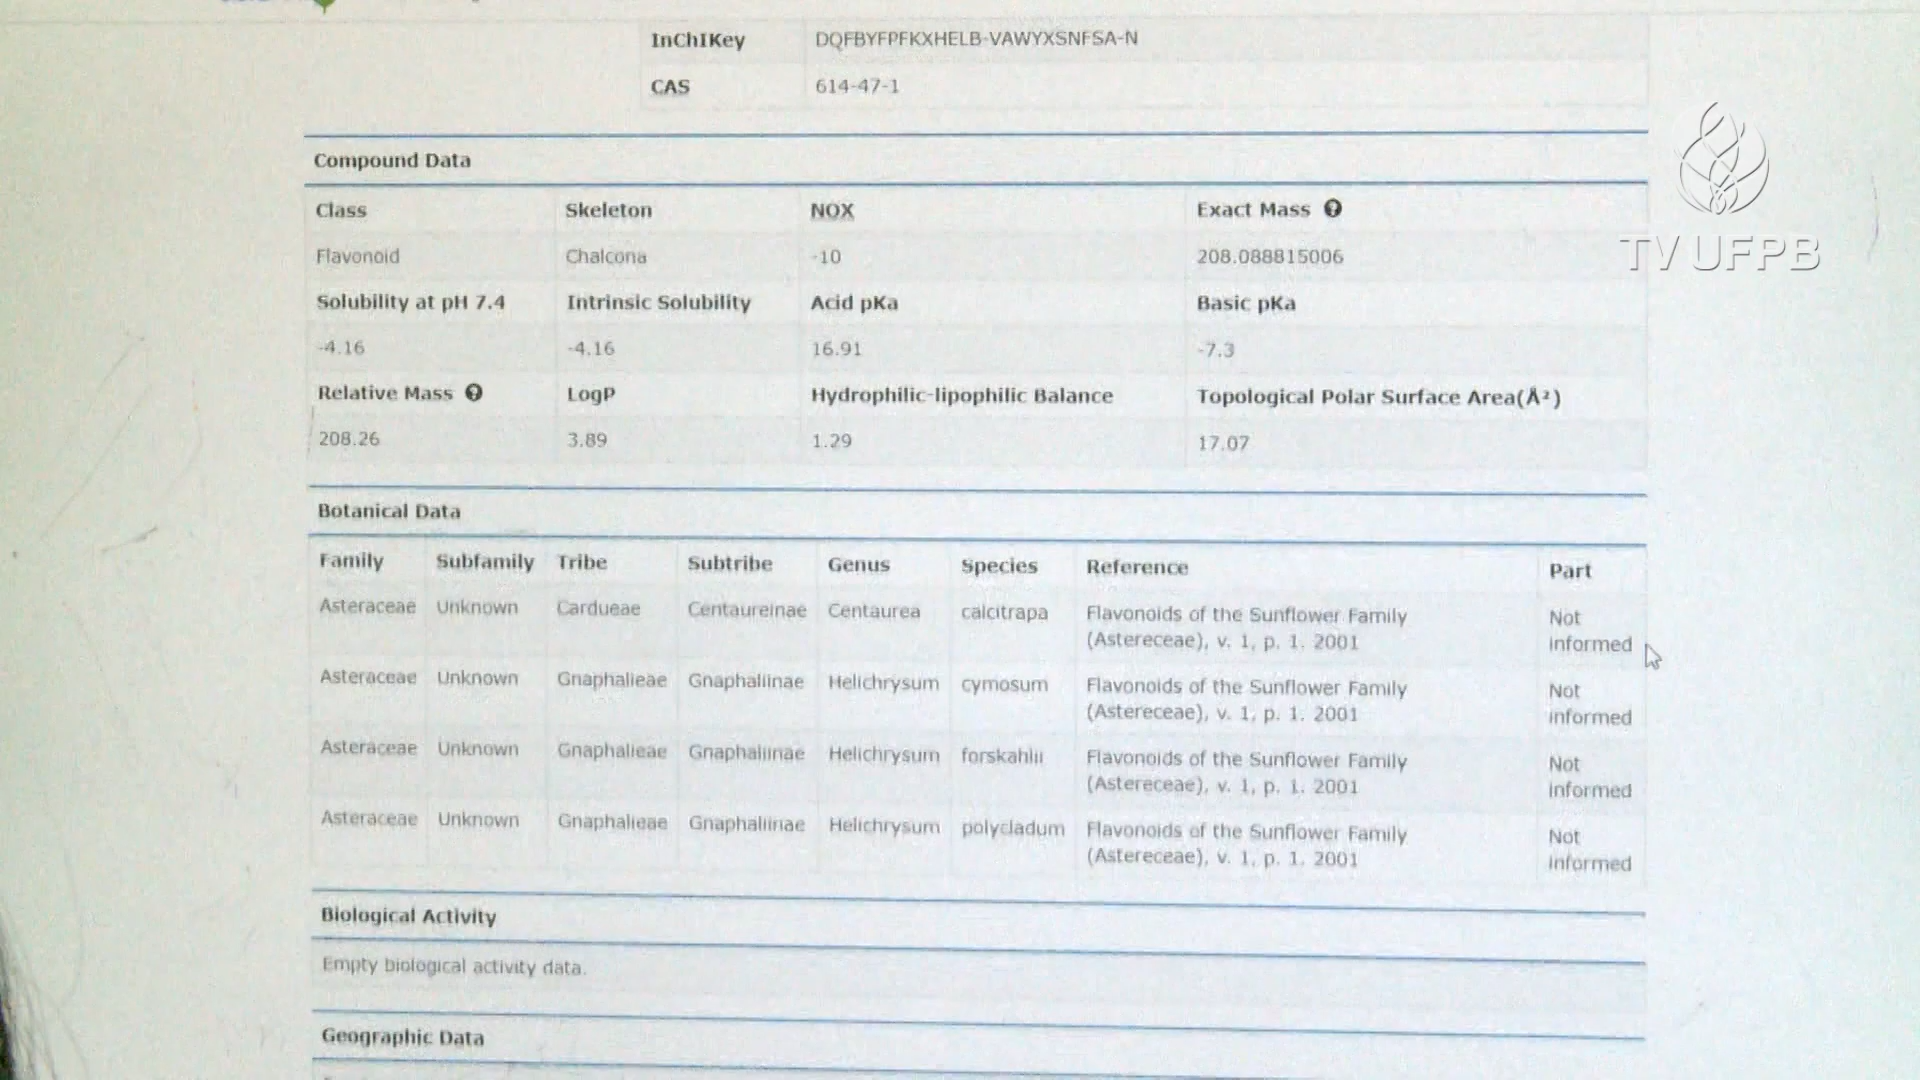 InChIKey DQFBYFPFKXHELB-VAWYXSNFSA-N
CAS 614-47-1
TV UFPB
Compound Data
Class Skeleton NOX Exact Mass
Flavonoid Chalcona -10 208.088815006
Solubility at pH 7.4 Intrinsic Solubility Acid pKa Basic pKa
-4.16 -4.16 16.91 -7.3
Relative Mass LogP Hydrophilic-lipophilic Balance Topological Polar Surface Area(Å²)
208.26 3.89 1.29 17.07
Botanical Data
Family Subfamily Tribe Subtribe Genus Species Reference Part
Asteraceae Unknown Cardueae Centaureinae Centaurea calcitrapa Flavonoids of the Sunflower Family Not
(Astereceae), v. 1, p. 1. 2001 informed
Asteraceae Unknown Gnaphalieae Gnaphaliinae Helichrysum cymosum Flavonoids of the Sunflower Family Not
(Astereceae), v. 1, p. 1. 2001 informed
Asteraceae Unknown Gnaphalieae Gnaphaliinae Helichrysum forskahlii Flavonoids of the Sunflower Family Not
(Astereceae), v. 1, p. 1. 2001 informed
Asteraceae Unknown Gnaphalieae Gnaphaliinae Helichrysum polycladum Flavonoids of the Sunflower Family Not
(Astereceae), v. 1, p. 1. 2001 informed
Biological Activity
Empty biological activity data.
Geographic Data